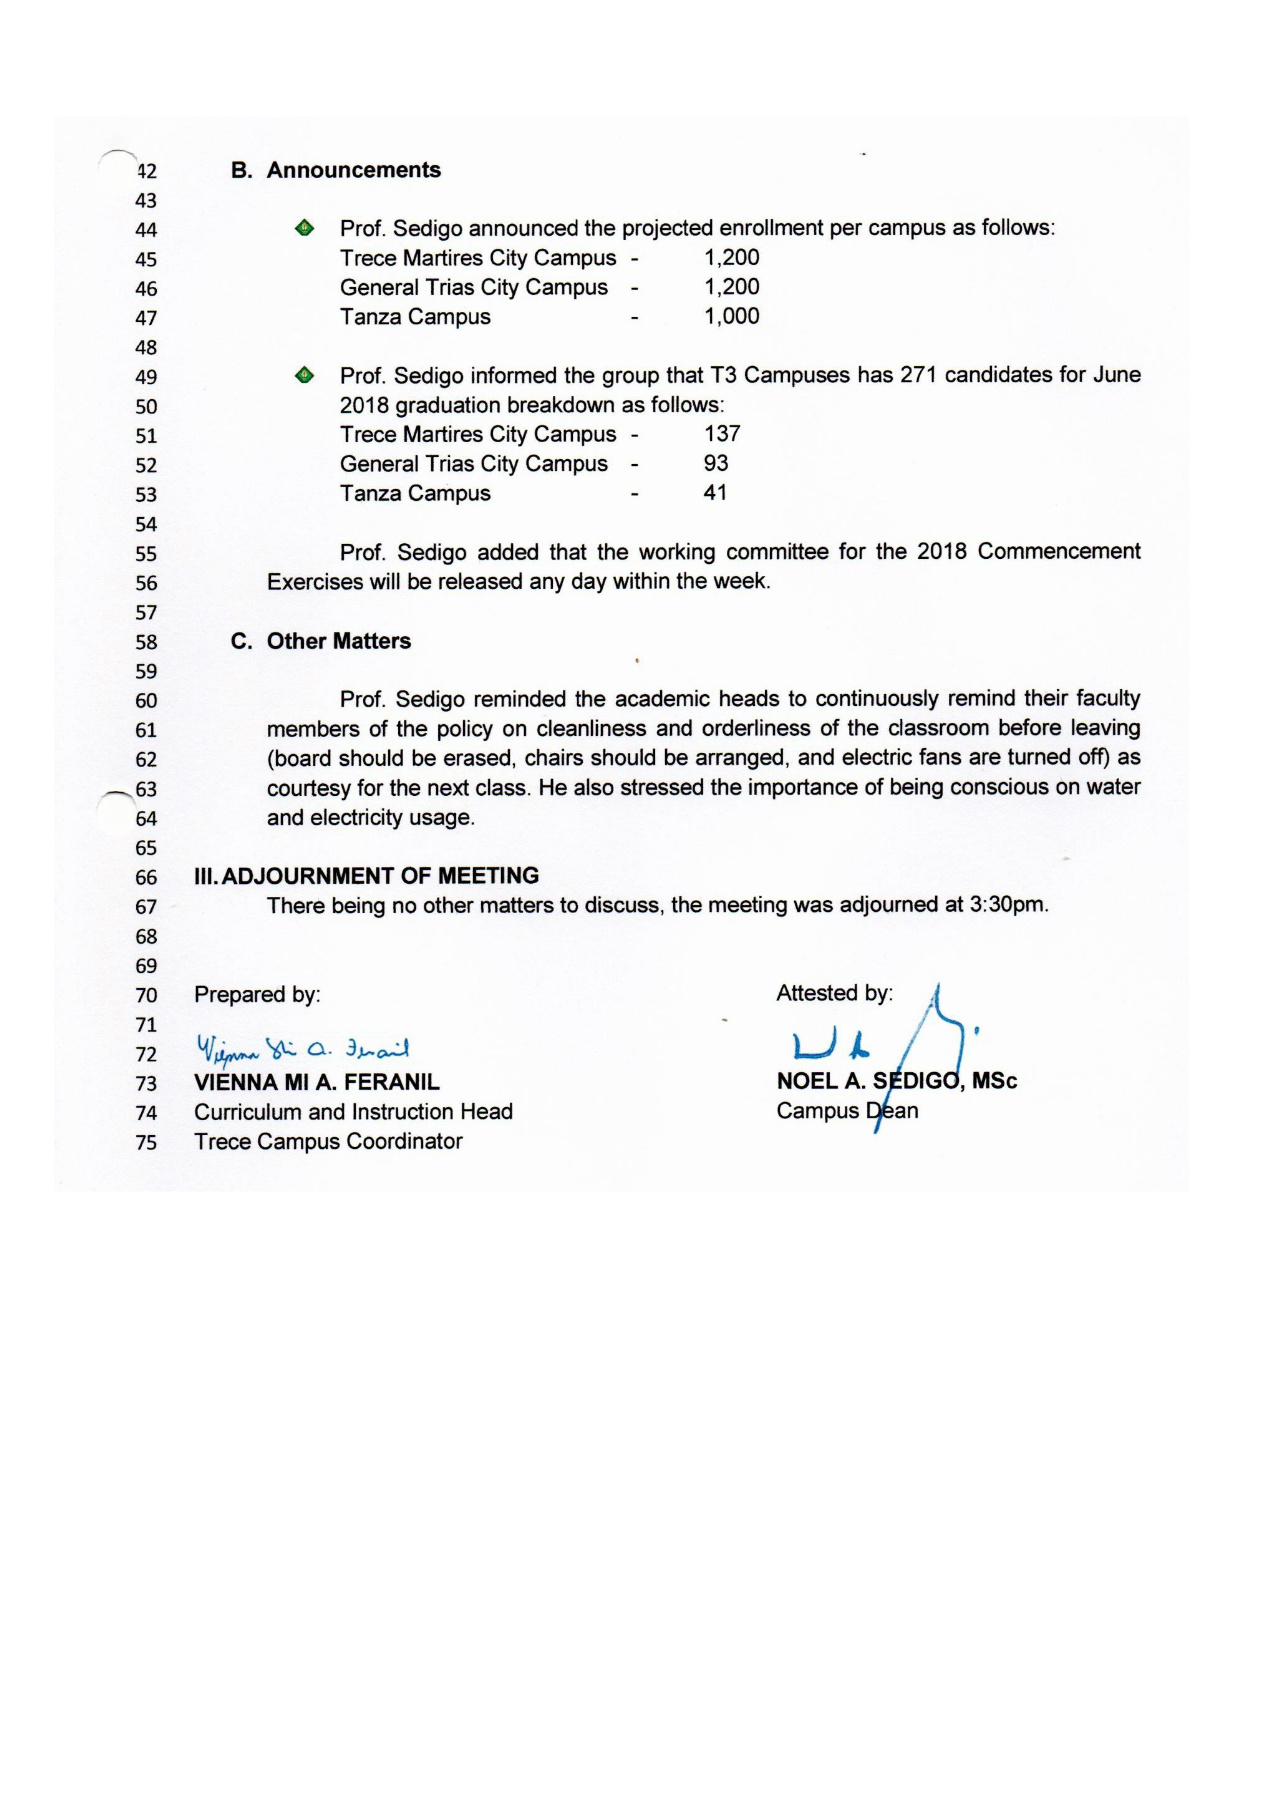 42 B. Announcements
43
44 Prof. Sedigo announced the projected enrollment per campus as follows:
45 Trece Martires City Campus - 1,200
46 General Trias City Campus - 1,200
47 Tanza Campus - 1,000
48
49 Prof. Sedigo informed the group that T3 Campuses has 271 candidates for June
50 2018 graduation breakdown as follows:
51 Trece Martires City Campus - 137
52 General Trias City Campus - 93
53 Tanza Campus - 41
54
55 Prof. Sedigo added that the working committee for the 2018 Commencement
56 Exercises will be released any day within the week.
57
58 C. Other Matters
59
60 Prof. Sedigo reminded the academic heads to continuously remind their faculty
61 members of the policy on cleanliness and orderliness of the classroom before leaving
62 (board should be erased, chairs should be arranged, and electric fans are turned off) as
63 courtesy for the next class. He also stressed the importance of being conscious on water
64 and electricity usage.
65
66 III. ADJOURNMENT OF MEETING
67 There being no other matters to discuss, the meeting was adjourned at 3:30pm.
68
69
70 Prepared by: Attested by:
71
72
73 VIENNA MI A. FERANIL NOEL A. SEDIGO, MSc
74 Curriculum and Instruction Head Campus Dean
75 Trece Campus Coordinator